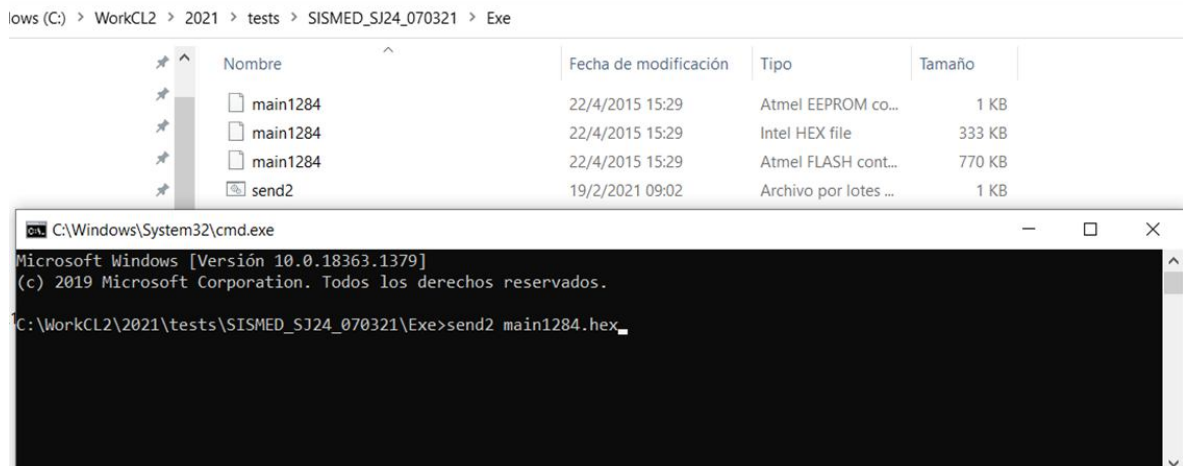 lows (C:) > WorkCL2 > 2021 > tests > SISMED_SJ24_070321 > Exe
Nombre Fecha de modificación Tipo Tamaño
main1284 22/4/2015 15:29 Atmel EEPROM co... 1 KB
main1284 22/4/2015 15:29 Intel HEX file 333 KB
main1284 22/4/2015 15:29 Atmel FLASH cont... 770 KB
send2 19/2/2021 09:02 Archivo por lotes ... 1 KB
C:\Windows\System32\cmd.exe
Microsoft Windows [Versión 10.0.18363.1379]
(c) 2019 Microsoft Corporation. Todos los derechos reservados.
C:\WorkCL2\2021\tests\SISMED_SJ24_070321\Exe>send2 main1284.hex